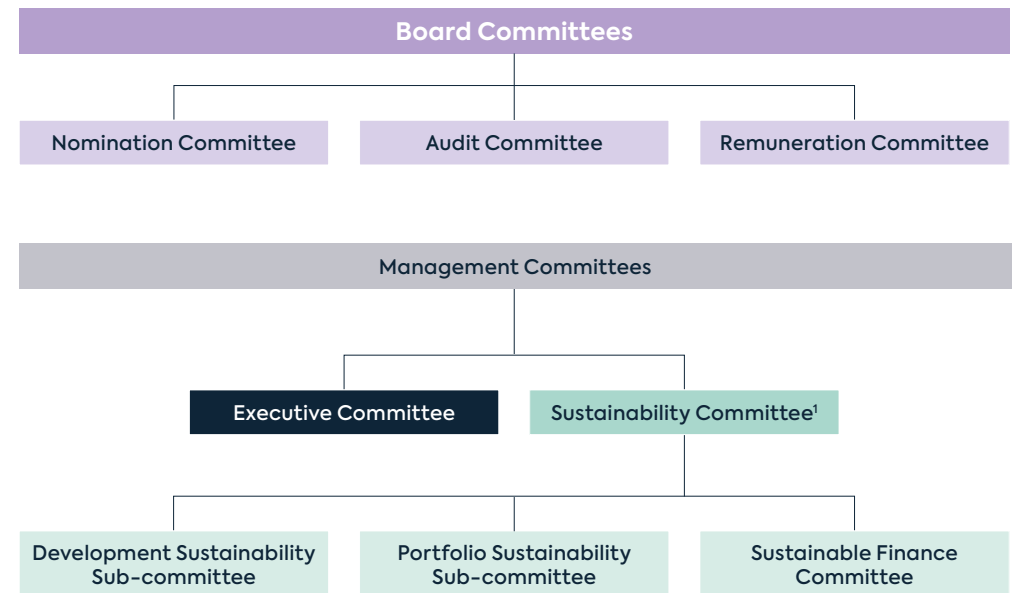 Board Committees
Nomination Committee
Audit Committee
Remuneration Committee
Management Committees
Executive Committee
Sustainability Committee¹
Development Sustainability
Sub-committee
Portfolio Sustainability
Sub-committee
Sustainable Finance
Committee